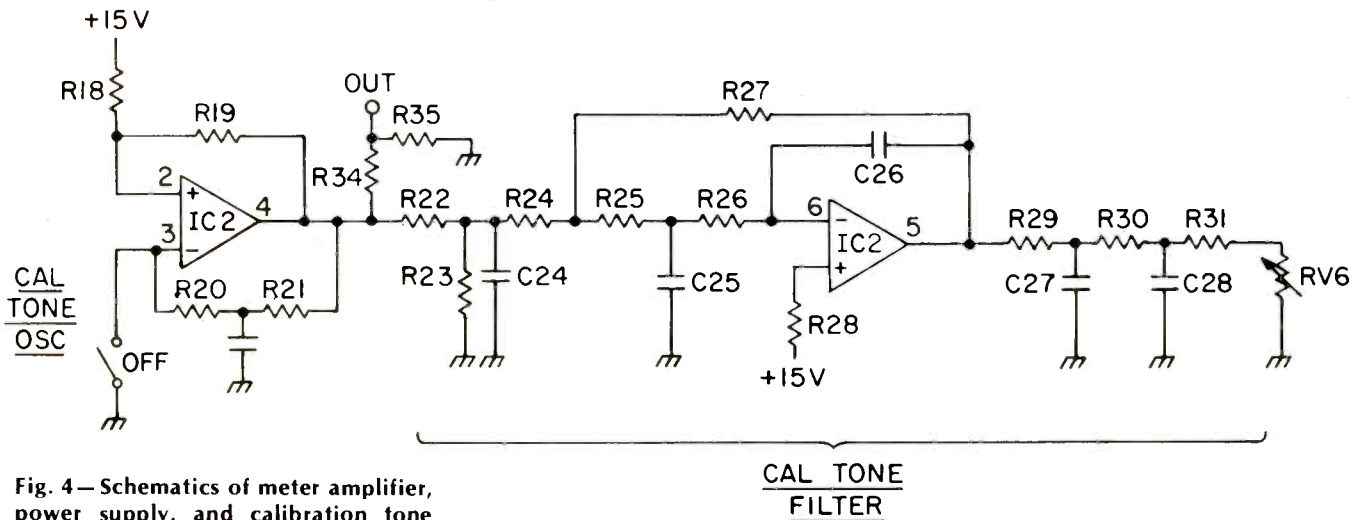 +15V
R18
R19
2
+
IC2
4
3
-
R20
R21
CAL
TONE
OSC
OFF
OUT
R35
R34
R22
R23
C24
R24
R27
R25
R26
C25
C26
6
-
IC2
5
+
R28
+15V
R29
C27
R30
C28
R31
RV6
CAL TONE
FILTER
Fig. 4—Schematics of meter amplifier,
power supply, and calibration tone